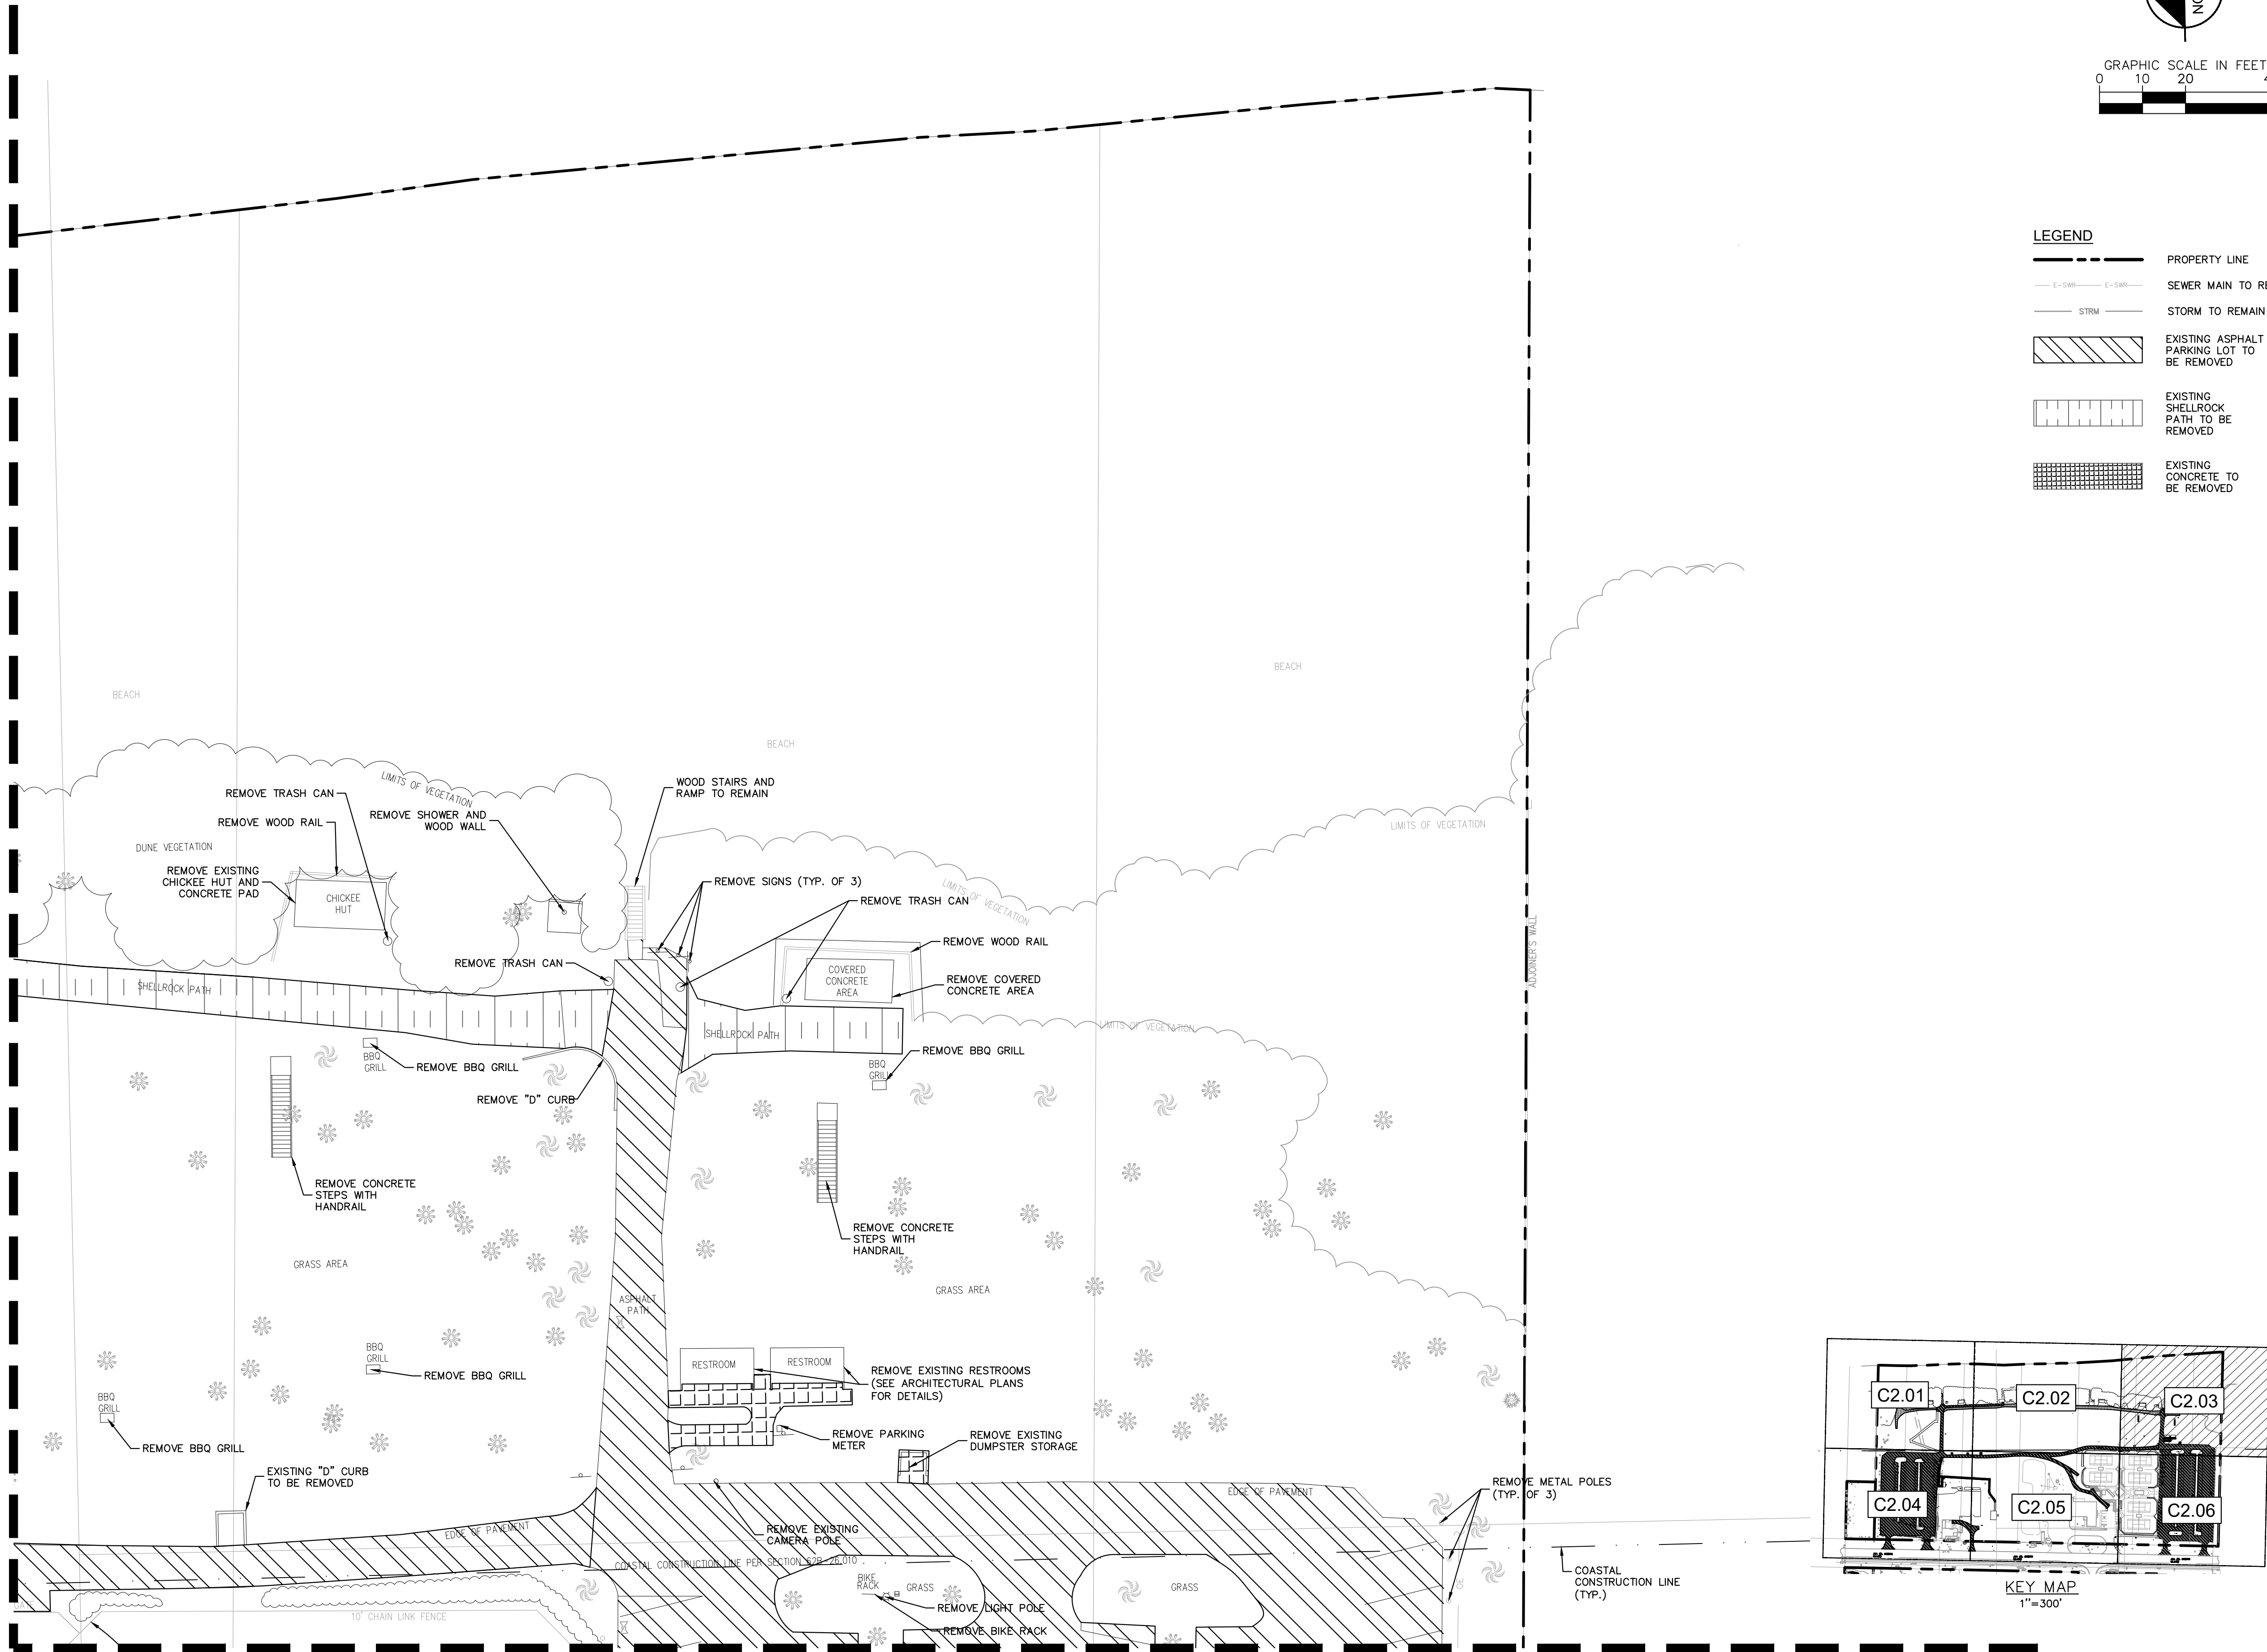 NO
GRAPHIC SCALE IN FEET
0 10 20 4
LEGEND
PROPERTY LINE
E-SWR E-SWR
SEWER MAIN TO RE
STRM
STORM TO REMAIN
EXISTING ASPHALT
PARKING LOT TO
BE REMOVED
EXISTING
SHELLROCK
PATH TO BE
REMOVED
EXISTING
CONCRETE TO
BE REMOVED
BEACH
BEACH
BEACH
LIMITS OF VEGETATION
WOOD STAIRS AND
RAMP TO REMAIN
REMOVE TRASH CAN
REMOVE SHOWER AND
WOOD WALL
REMOVE WOOD RAIL
DUNE VEGETATION
REMOVE EXISTING
CHICKEE HUT AND
CONCRETE PAD
CHICKEE
HUT
LIMITS OF VEGETATION
LIMITS OF VEGETATION
REMOVE SIGNS (TYP. OF 3)
REMOVE TRASH CAN
REMOVE WOOD RAIL
ADJOINER'S WALL
REMOVE TRASH CAN
COVERED
CONCRETE
AREA
REMOVE COVERED
CONCRETE AREA
SHELLROCK PATH
SHELLROCK PATH
LIMITS OF VEGETATION
BBQ
GRILL
REMOVE BBQ GRILL
REMOVE BBQ GRILL
BBQ
GRILL
REMOVE "D" CURB
REMOVE CONCRETE
STEPS WITH
HANDRAIL
REMOVE CONCRETE
STEPS WITH
HANDRAIL
GRASS AREA
GRASS AREA
ASPHALT
PATH
BBQ
GRILL
REMOVE BBQ GRILL
RESTROOM
RESTROOM
REMOVE EXISTING RESTROOMS
(SEE ARCHITECTURAL PLANS
FOR DETAILS)
BBQ
GRILL
REMOVE BBQ GRILL
REMOVE PARKING
METER
REMOVE EXISTING
DUMPSTER STORAGE
EXISTING "D" CURB
TO BE REMOVED
REMOVE METAL POLES
(TYP. OF 3)
EDGE OF PAVEMENT
EDGE OF PAVEMENT
REMOVE EXISTING
CAMERA POLE
COASTAL CONSTRUCTION LINE PER SECTION 62B-26.010
BIKE
RACK
GRASS
GRASS
OE
REMOVE LIGHT POLE
REMOVE BIKE RACK
COASTAL
CONSTRUCTION LINE
(TYP.)
GATE
10' CHAIN LINK FENCE
C2.01
C2.02
C2.03
C2.04
C2.05
C2.06
KEY MAP
1"=300'